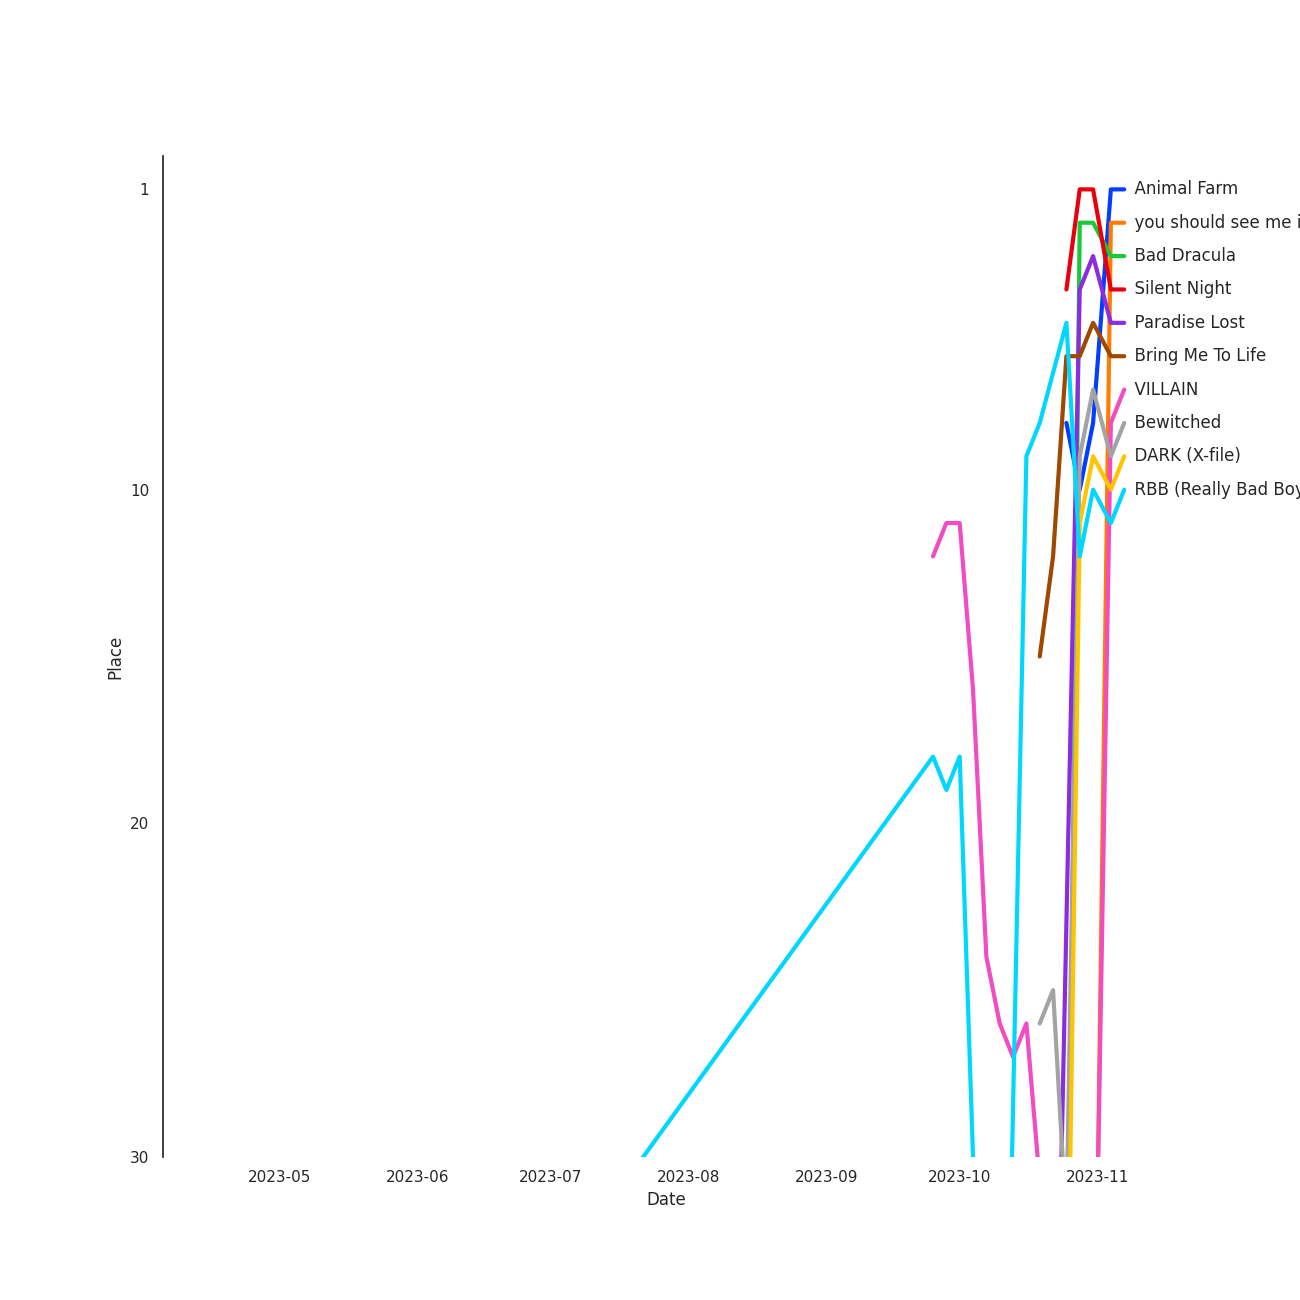 1
Animal Farm
you should see me i
Bad Dracula
Silent Night
Paradise Lost
Bring Me To Life
VILLAIN
Bewitched
DARK (X-file)
10
RBB (Really Bad Boy
Place
20
30
2023-05 2023-06 2023-07 2023-08 2023-09 2023-10 2023-11
Date